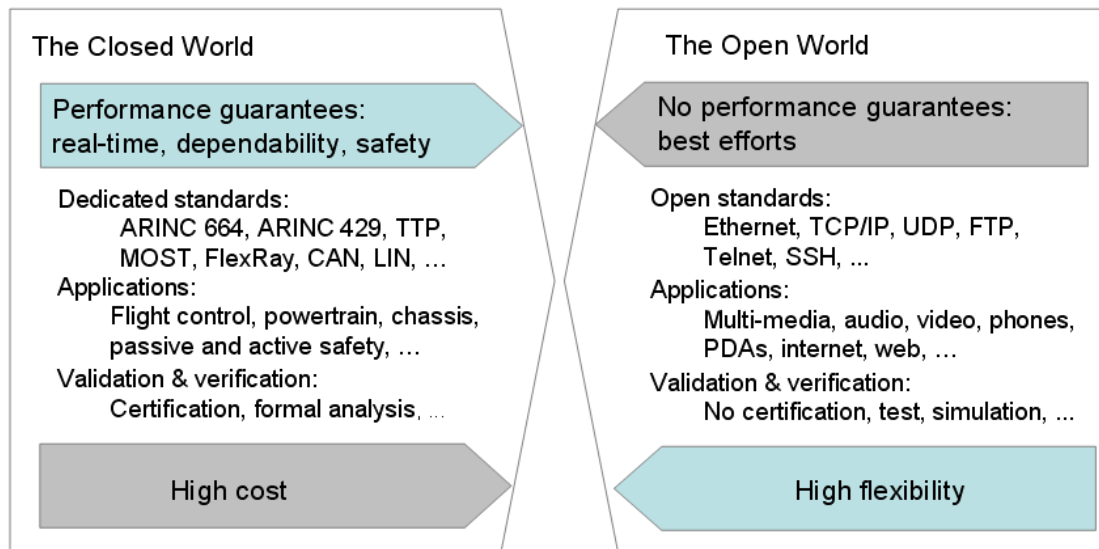 The Closed World
Performance guarantees:
real-time, dependability, safety
Dedicated standards:
ARINC 664, ARINC 429, TTP,
MOST, FlexRay, CAN, LIN, …
Applications:
Flight control, powertrain, chassis,
passive and active safety, …
Validation & verification:
Certification, formal analysis, ...
High cost
The Open World
No performance guarantees:
best efforts
Open standards:
Ethernet, TCP/IP, UDP, FTP,
Telnet, SSH, ...
Applications:
Multi-media, audio, video, phones,
PDAs, internet, web, …
Validation & verification:
No certification, test, simulation, ...
High flexibility